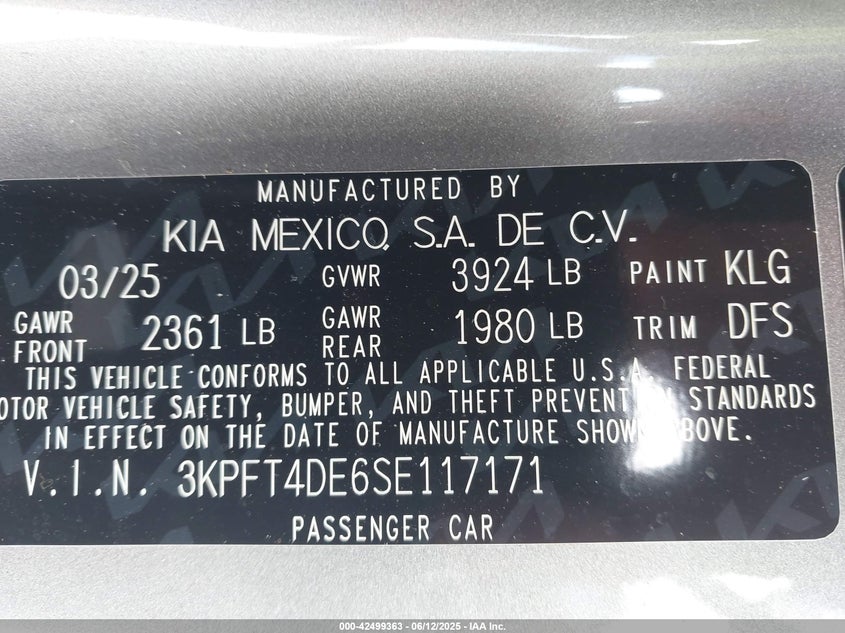 MANUFACTURED BY
KIA MEXICO, S.A. DE C.V.
03/25 GVWR 3924 LB PAINT KLG
GAWR FRONT 2361 LB GAWR REAR 1980 LB TRIM DFS
THIS VEHICLE CONFORMS TO ALL APPLICABLE U.S.A. FEDERAL
OTOR VEHICLE SAFETY, BUMPER, AND THEFT PREVENTION STANDARDS
IN EFFECT ON THE DATE OF MANUFACTURE SHOWN ABOVE.
V.I.N. 3KPFT4DE6SE117171
PASSENGER CAR
000-42499363 - 06/12/2025 - IAA Inc.